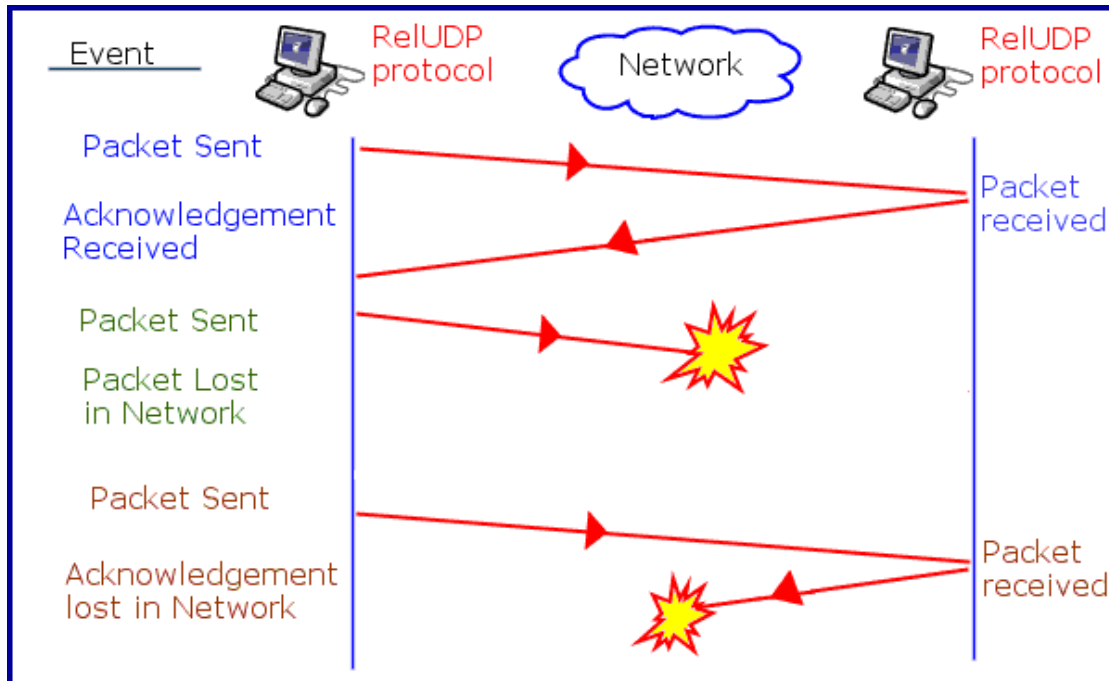 Event
RelUDP
protocol
Network
RelUDP
protocol
Packet Sent
Packet
received
Acknowledgement
Received
Packet Sent
Packet Lost
in Network
Packet Sent
Packet
received
Acknowledgement
lost in Network